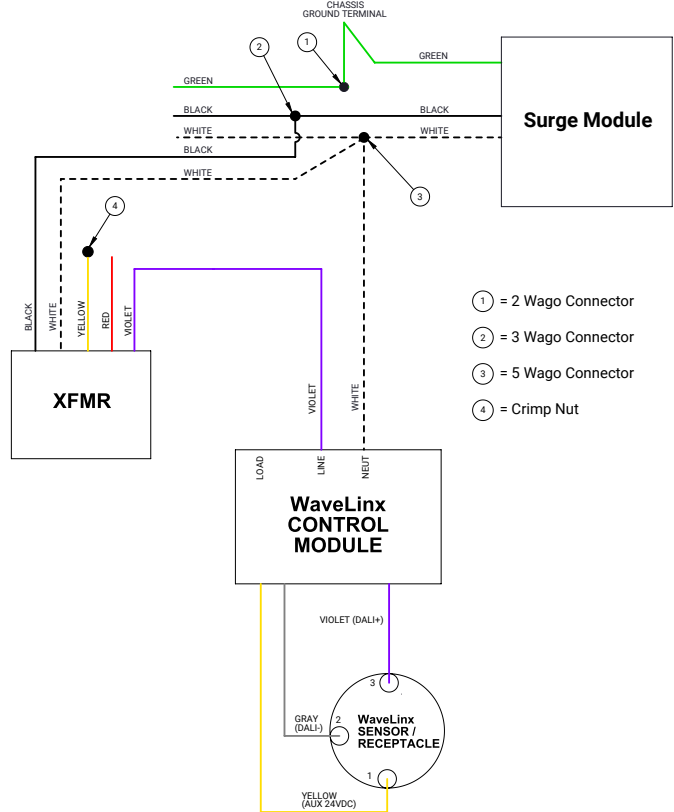 CHASSIS
GROUND TERMINAL
2
1
GREEN
GREEN
BLACK
BLACK
Surge Module
WHITE
WHITE
BLACK
WHITE
3
4
BLACK
WHITE
YELLOW
RED
VIOLET
XFMR
1 = 2 Wago Connector
2 = 3 Wago Connector
3 = 5 Wago Connector
4 = Crimp Nut
VIOLET
WHITE
LOAD
LINE
NEUT
WaveLinx
CONTROL
MODULE
VIOLET (DALI+)
3
GRAY
(DALI-)
2
WaveLinx
SENSOR /
RECEPTACLE
1
YELLOW
(AUX 24VDC)